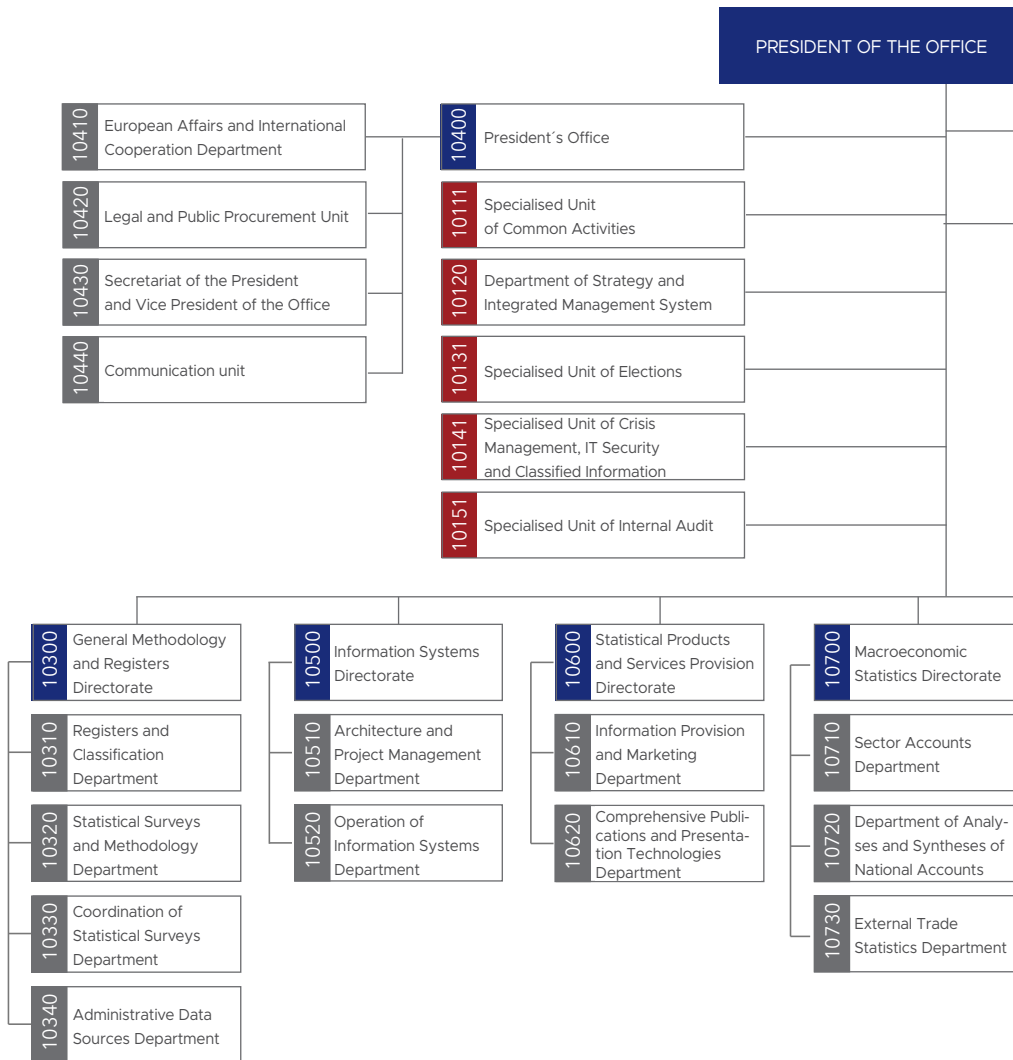 PRESIDENT OF THE OFFICE
10410
European Affairs and International
Cooperation Department
10420
Legal and Public Procurement Unit
10430
Secretariat of the President
and Vice President of the Office
10440
Communication unit
10400
President´s Office
10111
Specialised Unit
of Common Activities
10120
Department of Strategy and
Integrated Management System
10131
Specialised Unit of Elections
10141
Specialised Unit of Crisis
Management, IT Security
and Classified Information
10151
Specialised Unit of Internal Audit
10300
General Methodology
and Registers
Directorate
10310
Registers and
Classification
Department
10320
Statistical Surveys
and Methodology
Department
10330
Coordination of
Statistical Surveys
Department
10340
Administrative Data
Sources Department
10500
Information Systems
Directorate
10510
Architecture and
Project Management
Department
10520
Operation of
Information Systems
Department
10600
Statistical Products
and Services Provision
Directorate
10610
Information Provision
and Marketing
Department
10620
Comprehensive Publi-
cations and Presenta-
tion Technologies
Department
10700
Macroeconomic
Statistics Directorate
10710
Sector Accounts
Department
10720
Department of Analy-
ses and Syntheses of
National Accounts
10730
External Trade
Statistics Department